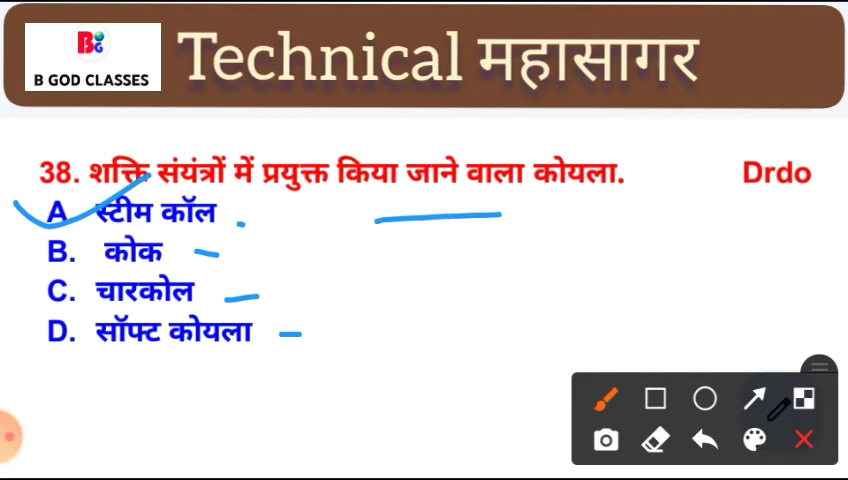 B GOD CLASSES
Technical महासागर
38. शक्ति संयंत्रों में प्रयुक्त किया जाने वाला कोयला. Drdo
A स्टीम कॉल
B. कोक
C. चारकोल
D. सॉफ्ट कोयला